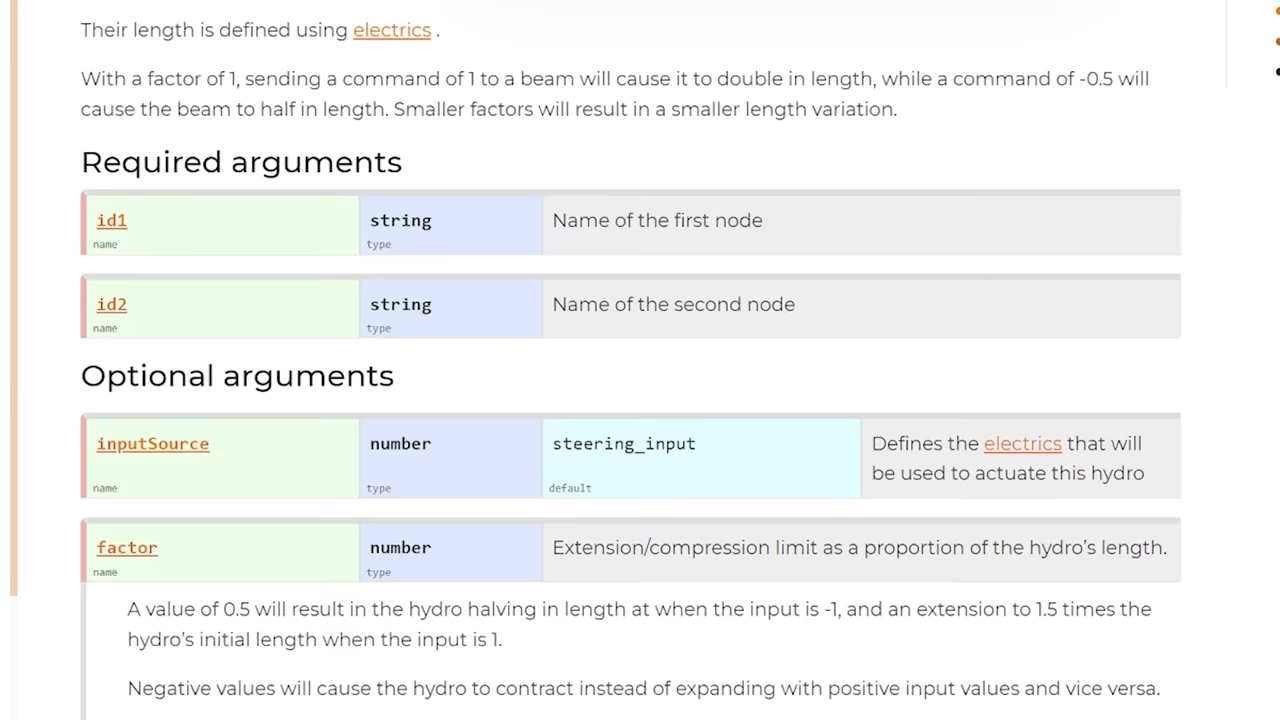 Their length is defined using electrics .
With a factor of 1, sending a command of 1 to a beam will cause it to double in length, while a command of -0.5 will
cause the beam to half in length. Smaller factors will result in a smaller length variation.
Required arguments
id1 string Name of the first node
name type
id2 string Name of the second node
name type
Optional arguments
inputSource number steering_input Defines the electrics that will
be used to actuate this hydro
name type default
factor number Extension/compression limit as a proportion of the hydro’s length.
name type
A value of 0.5 will result in the hydro halving in length at when the input is -1, and an extension to 1.5 times the
hydro’s initial length when the input is 1.
Negative values will cause the hydro to contract instead of expanding with positive input values and vice versa.